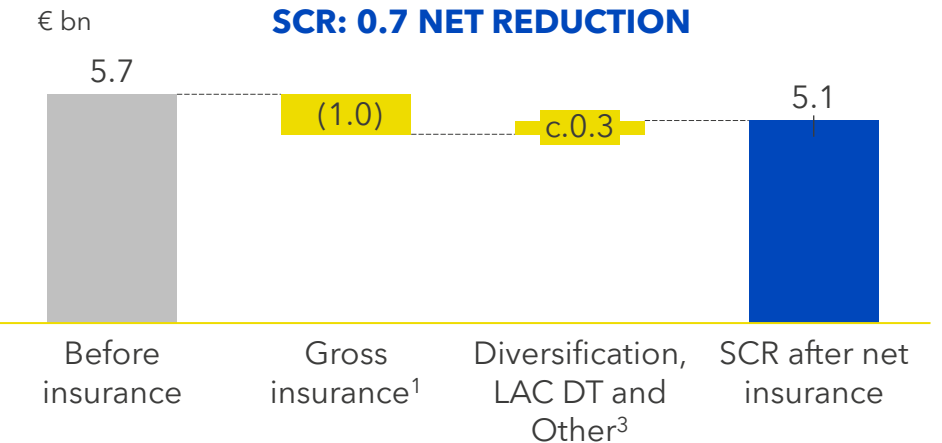 € bn
SCR: 0.7 NET REDUCTION
5.7
(1.0)
c.0.3
5.1
Before
insurance
Gross
insurance¹
Diversification,
LAC DT and
Other³
SCR after net
insurance